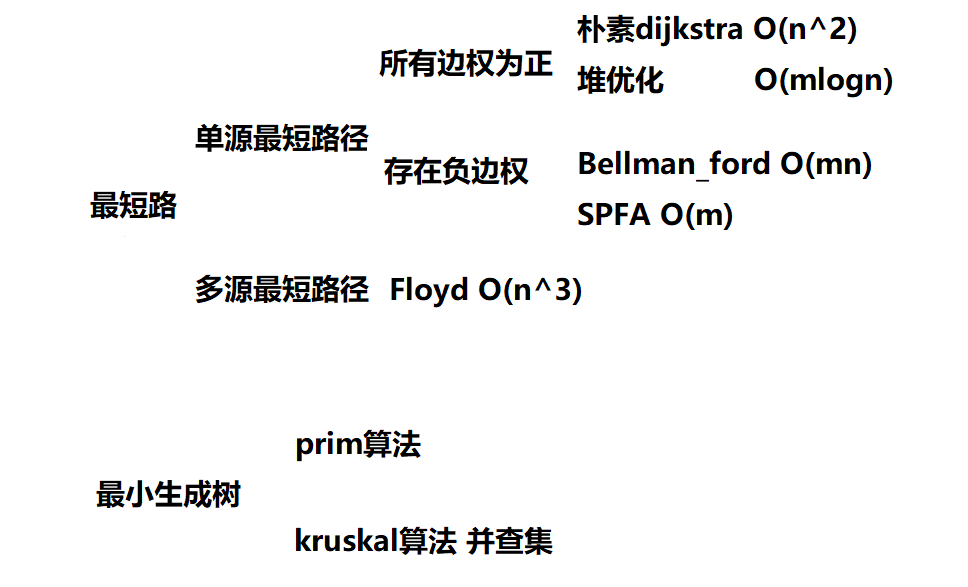 朴素dijkstra O(n^2)
所有边权为正
堆优化 O(mlogn)
单源最短路径
存在负边权
Bellman_ford O(mn)
最短路
SPFA O(m)
多源最短路径 Floyd O(n^3)
prim算法
最小生成树
kruskal算法 并查集